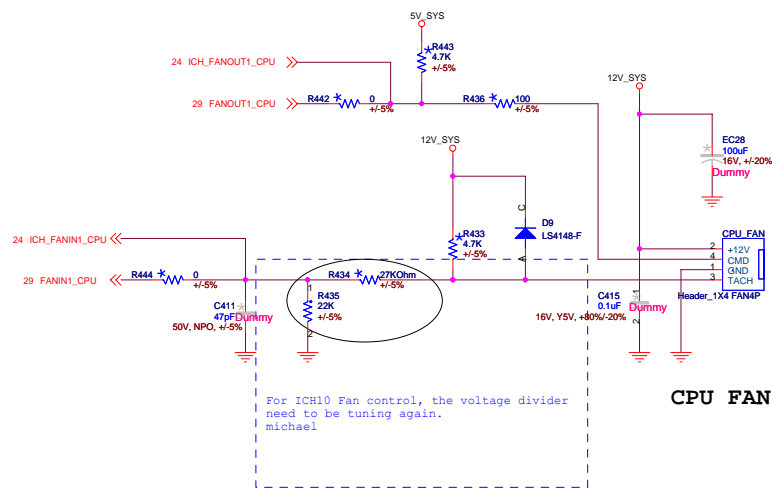 5V_SYS
24 ICH_FANOUT1_CPU
R443
4.7K
+/-5%
29 FANOUT1_CPU
R442
0
+/-5%
R436
100
+/-5%
12V_SYS
12V_SYS
EC28
100uF
16V, +/-20%
Dummy
C
D9
LS4148-F
A
R433
4.7K
+/-5%
24 ICH_FANIN1_CPU
29 FANIN1_CPU
R444
0
+/-5%
R434
27KOhm
+/-5%
CPU_FAN
2 +12V
4 CMD
1 GND
3 TACH
Header_1X4 FAN4P
C411
47pF
Dummy
50V, NPO, +/-5%
1
R435
22K
+/-5%
2
1
C415
0.1uF
Dummy
16V, Y5V, +80%/-20%
2
For ICH10 Fan control, the voltage divider
need to be tuning again.
michael
CPU FAN